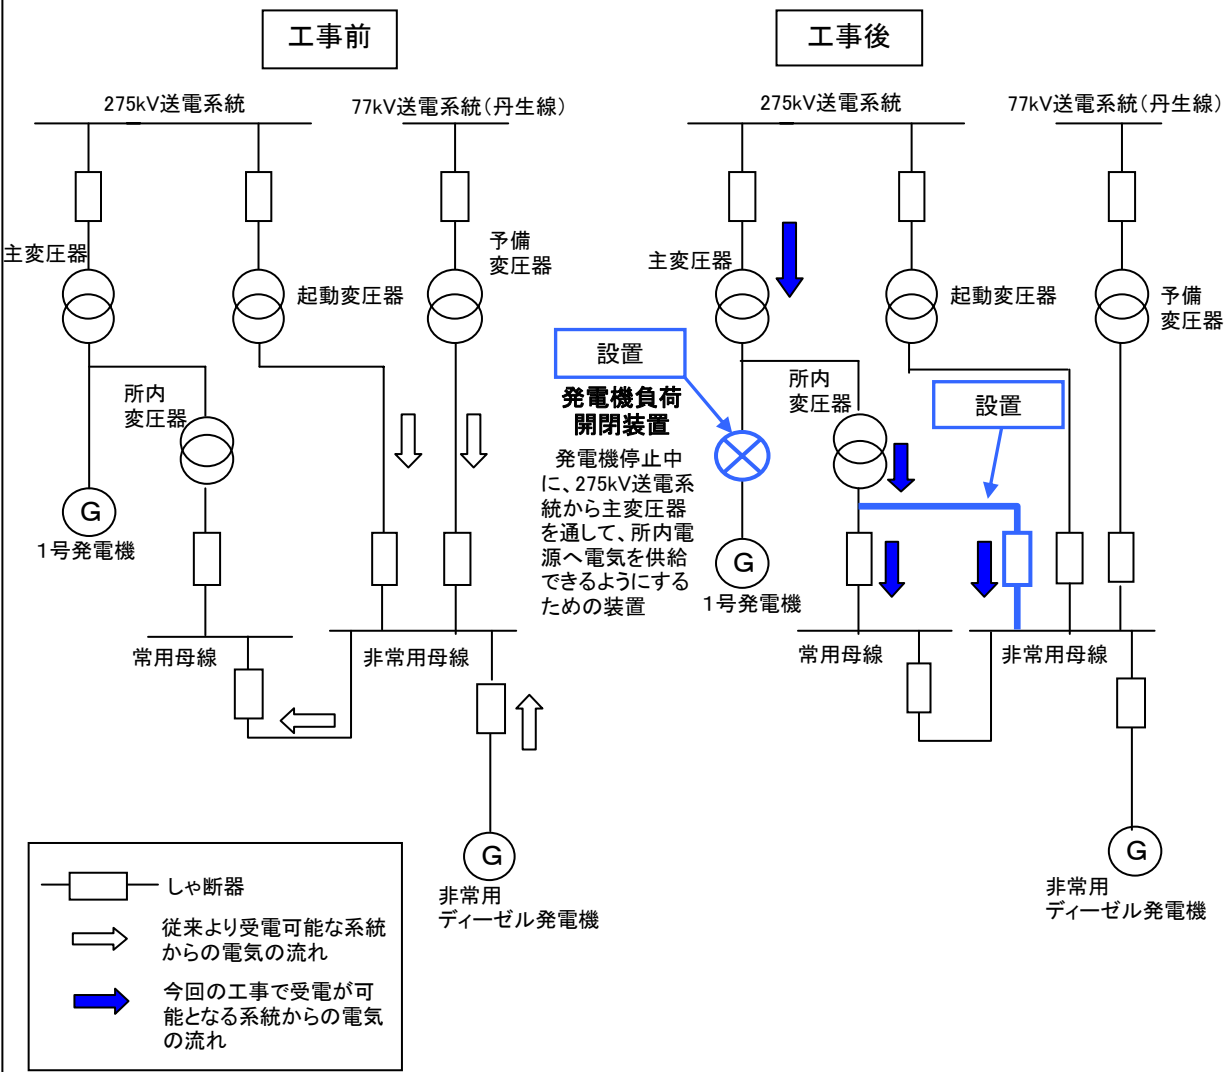 工事前
275kV送電系統
77kV送電系統(丹生線)
主変圧器
起動変圧器
予備
変圧器
所内
変圧器
G
1号発電機
常用母線
非常用母線
G
非常用
ディーゼル発電機
しゃ断器
従来より受電可能な系統
からの電気の流れ
今回の工事で受電が可
能となる系統からの電気
の流れ
工事後
275kV送電系統
77kV送電系統(丹生線)
主変圧器
起動変圧器
予備
変圧器
設置
発電機負荷
開閉装置
発電機停止中
に、275kV送電系
統から主変圧器
を通して、所内電
源へ電気を供給
できるようにする
ための装置
所内
変圧器
設置
G
1号発電機
常用母線
非常用母線
G
非常用
ディーゼル発電機